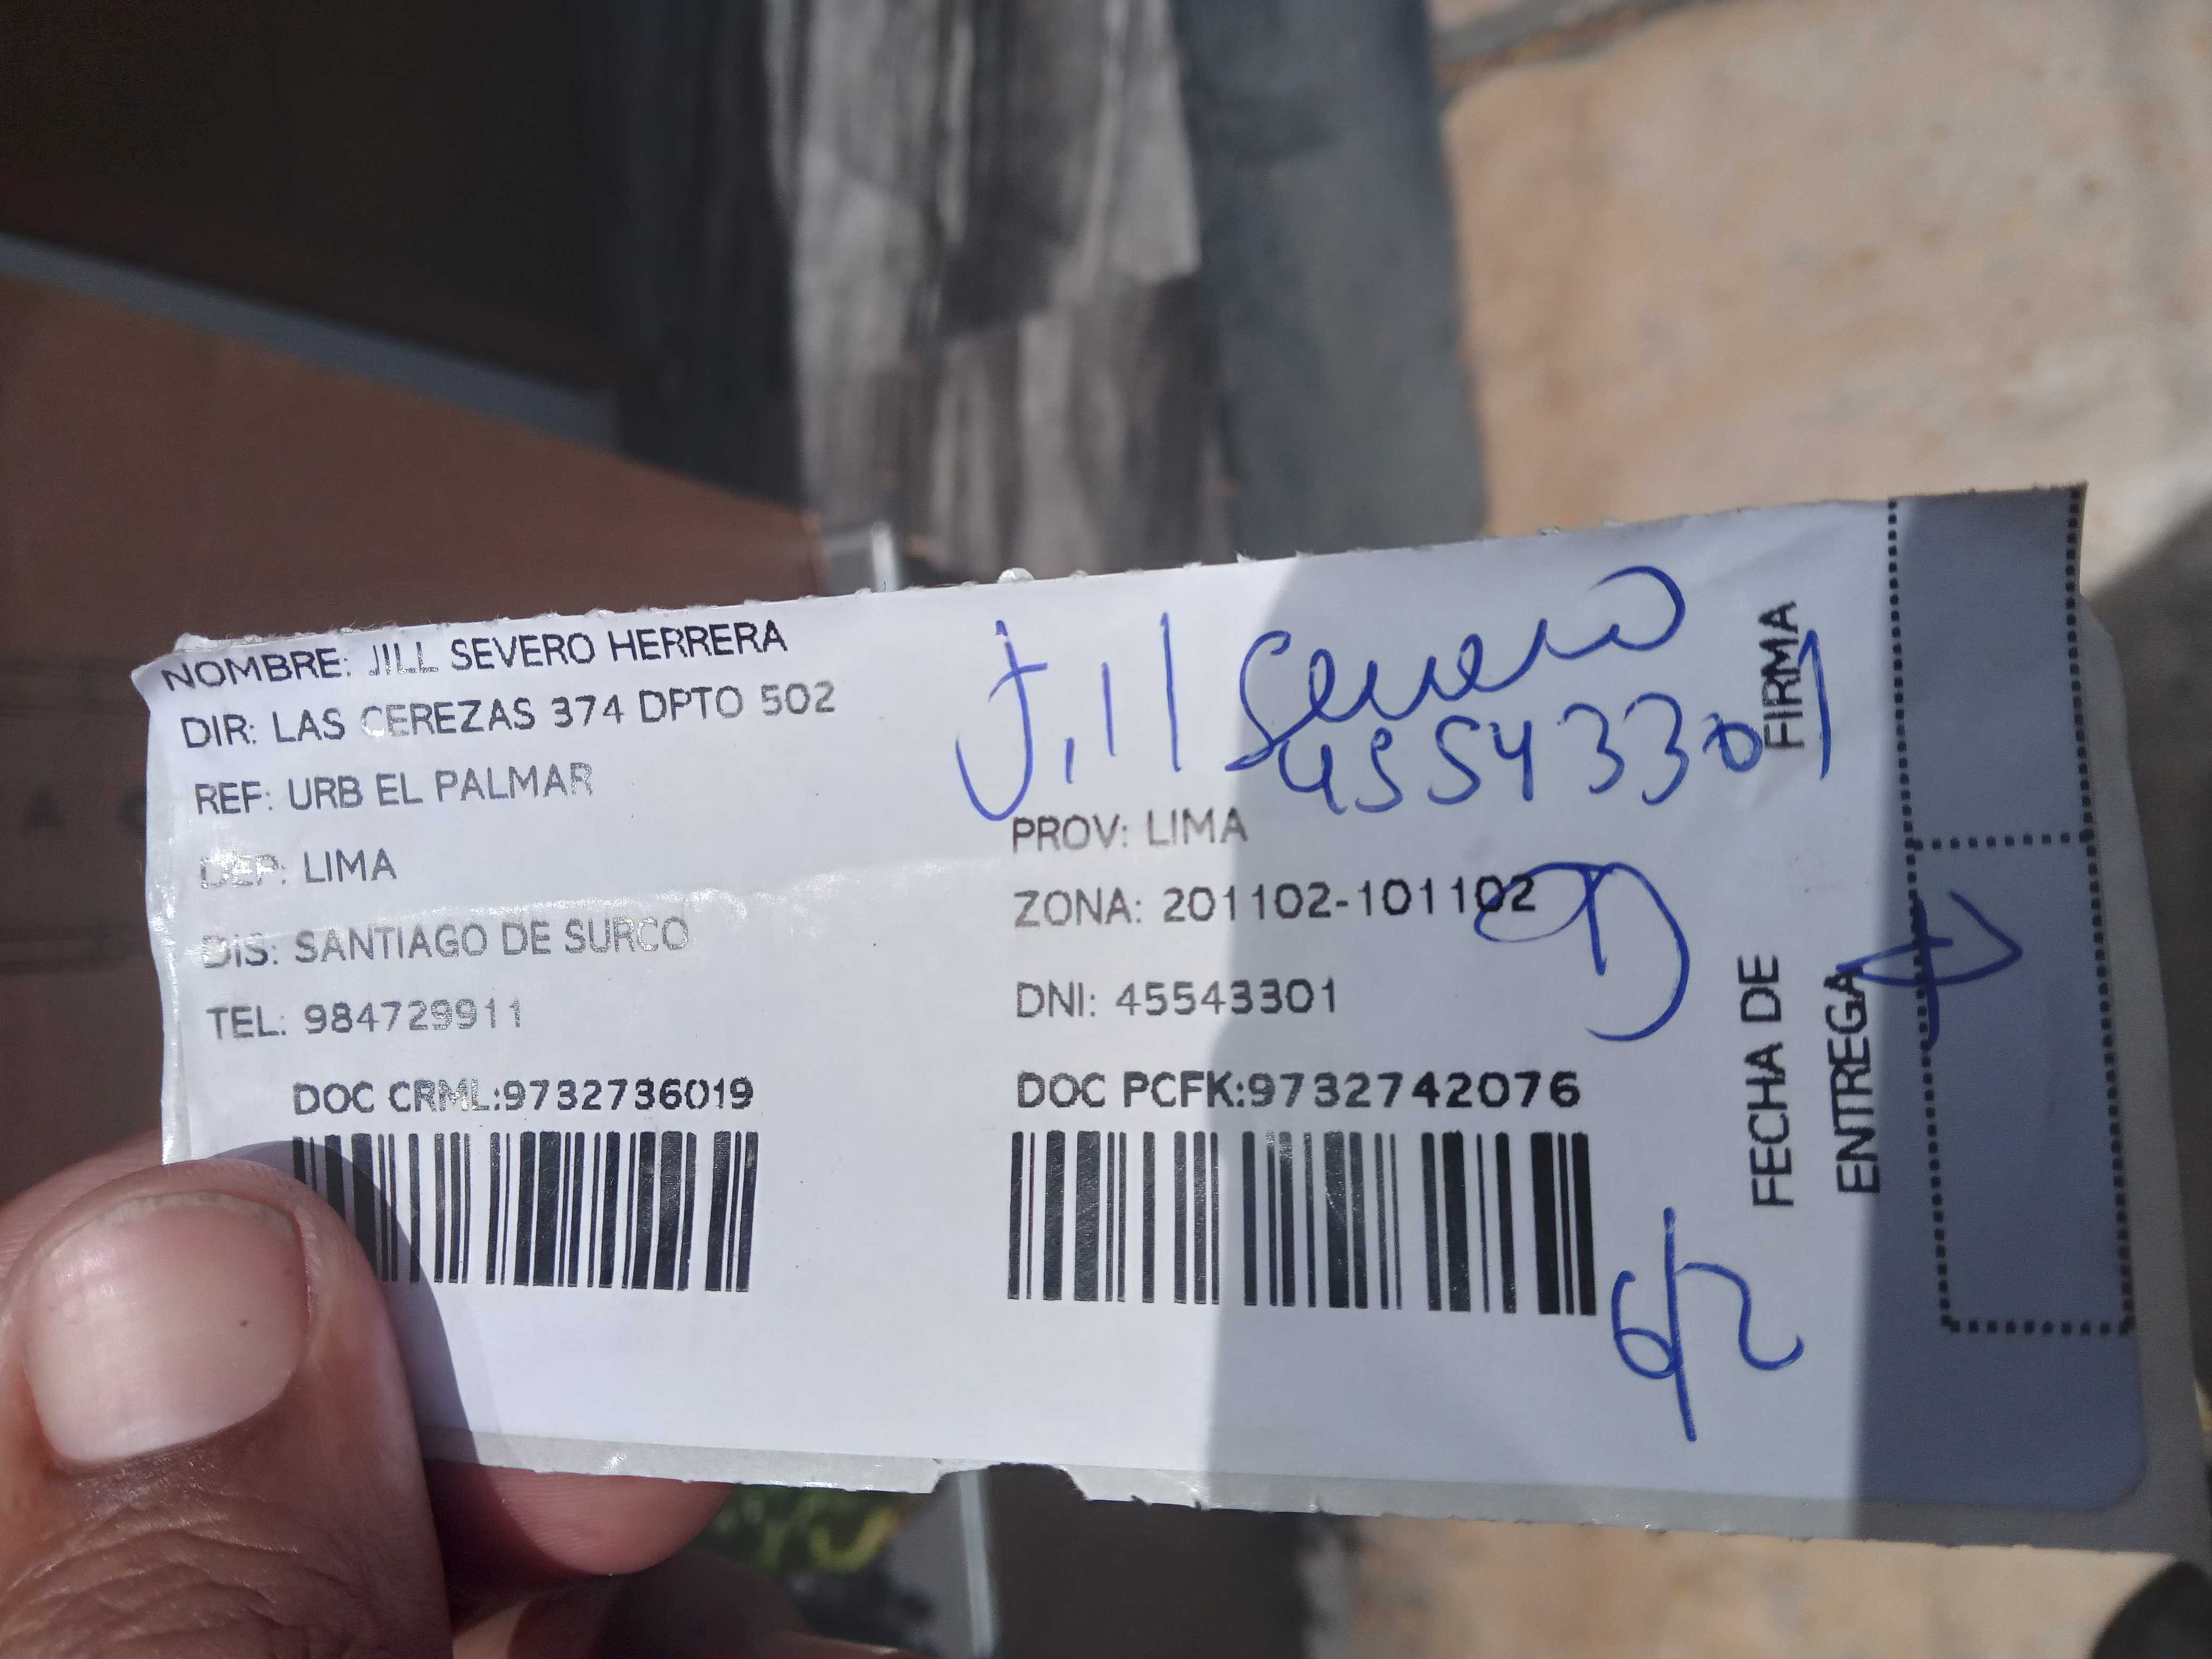 NOMBRE: JILL SEVERO HERRERA
DIR: LAS CEREZAS 374 DPTO 502
REF: URB EL PALMAR
DEP: LIMA
DIS: SANTIAGO DE SURCO
TEL: 984729911
DOC CRML:9732736019
Jill Severo
45543301
PROV: LIMA
ZONA: 201102-101102
DNI: 45543301
DOC PCFK:9732742076
FIRMA
FECHA DE
ENTREGA
6/2